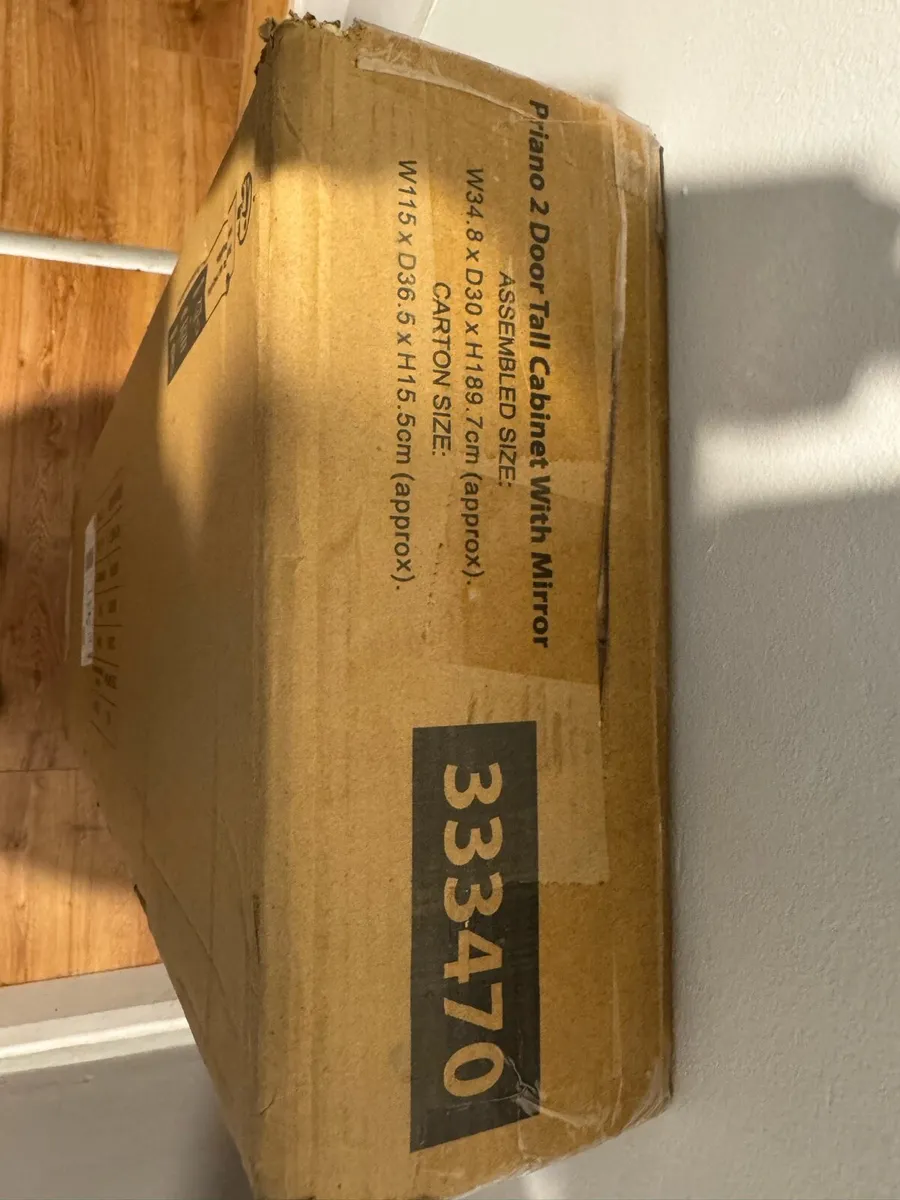 Priano 2 Door Tall Cabinet With Mirror
ASSEMBLED SIZE:
W34.8 x D30 x H189.7cm (approx).
CARTON SIZE:
W115 x D36.5 x H15.5cm (approx).
333470